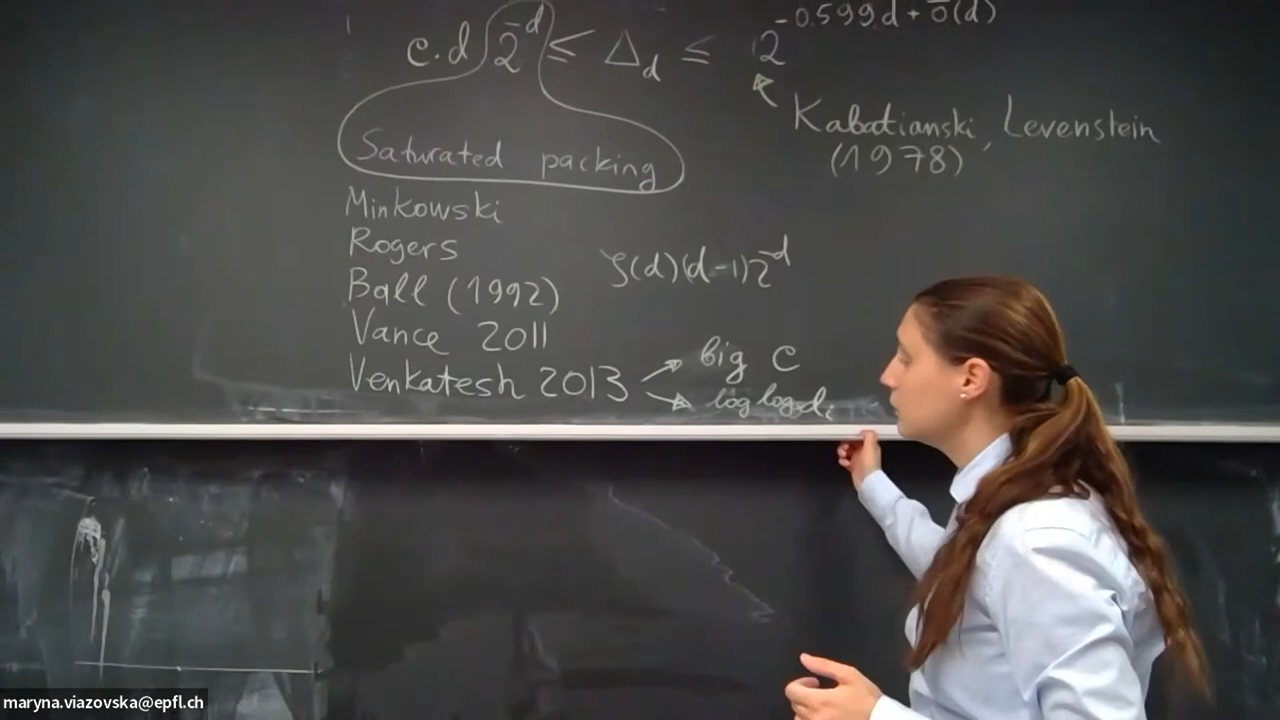 c.d 2^-d ≤ Δ_d ≤ 2^-0.599d + o̅(d)
Kabatianski, Levenstein
(1978)
Saturated packing
Minkowski
Rogers
ζ(d)(d-1)2^-d
Ball (1992)
Vance 2011
Venkatesh 2013 → big C
→ log log d_i
maryna.viazovska@epfl.ch